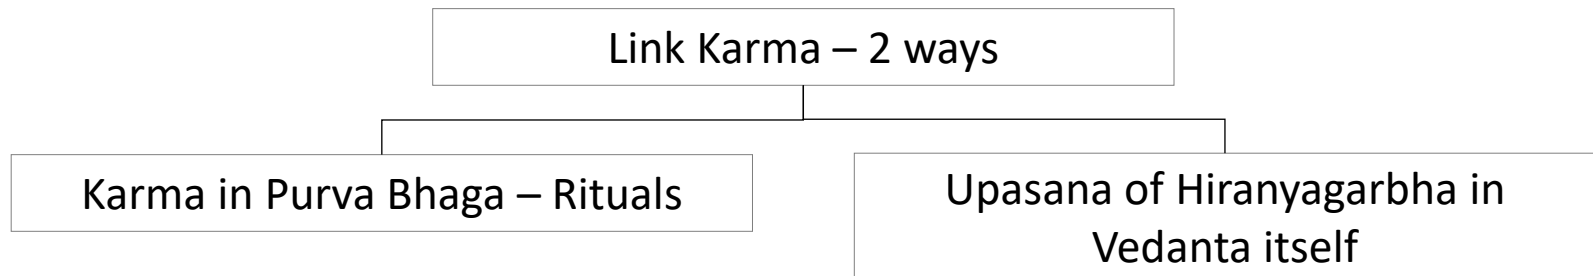 Link Karma – 2 ways
Karma in Purva Bhaga – Rituals
Upasana of Hiranyagarbha in
Vedanta itself